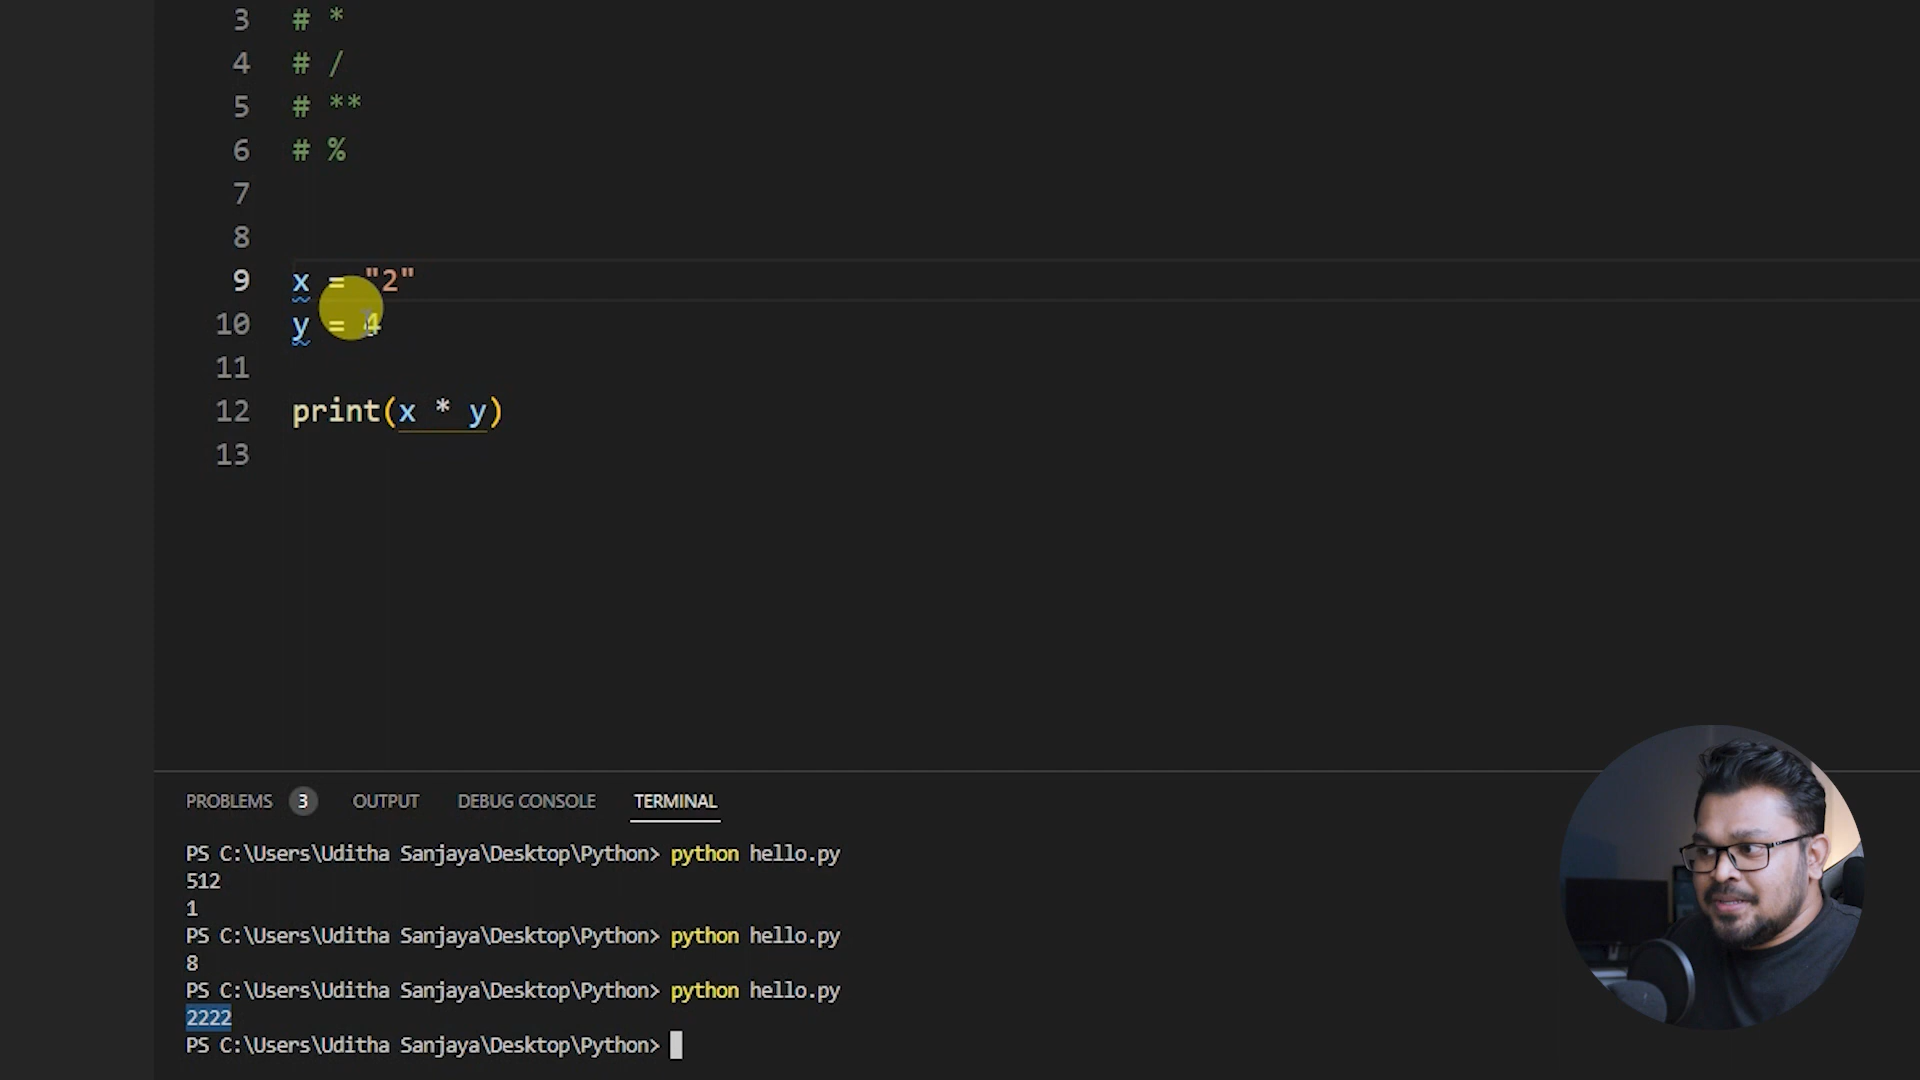 3 # *
4 # /
5 # **
6 # %
7
8
9 x = "2"
10 y = 4
11
12 print(x * y)
13
PROBLEMS 3 OUTPUT DEBUG CONSOLE TERMINAL
PS C:\Users\Uditha Sanjaya\Desktop\Python> python hello.py
512
1
PS C:\Users\Uditha Sanjaya\Desktop\Python> python hello.py
8
PS C:\Users\Uditha Sanjaya\Desktop\Python> python hello.py
2222
PS C:\Users\Uditha Sanjaya\Desktop\Python>